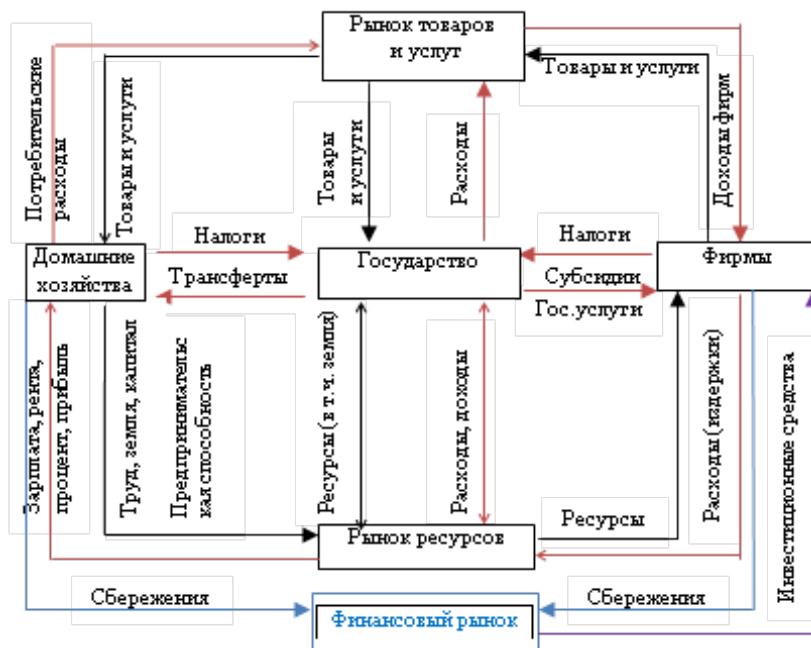 Рынок товаров
и услуг
Товары и услуги
Потребительские
расходы
Товары и услуги
Товары
и услуги
Расходы
Доходы фирм
Налоги
Налоги
Домашние
хозяйства
Государство
Фирмы
Трансферты
Субсидии
Гос.услуги
Зарплата, рента,
процент, прибыль
Труд, земля, капитал
Предпринимательс
кая способность
Ресурсы (в т.ч. земля)
Расходы, доходы
Расходы (издержки)
Инвестиционные средства
Ресурсы
Рынок ресурсов
Сбережения
Сбережения
Финансовый рынок